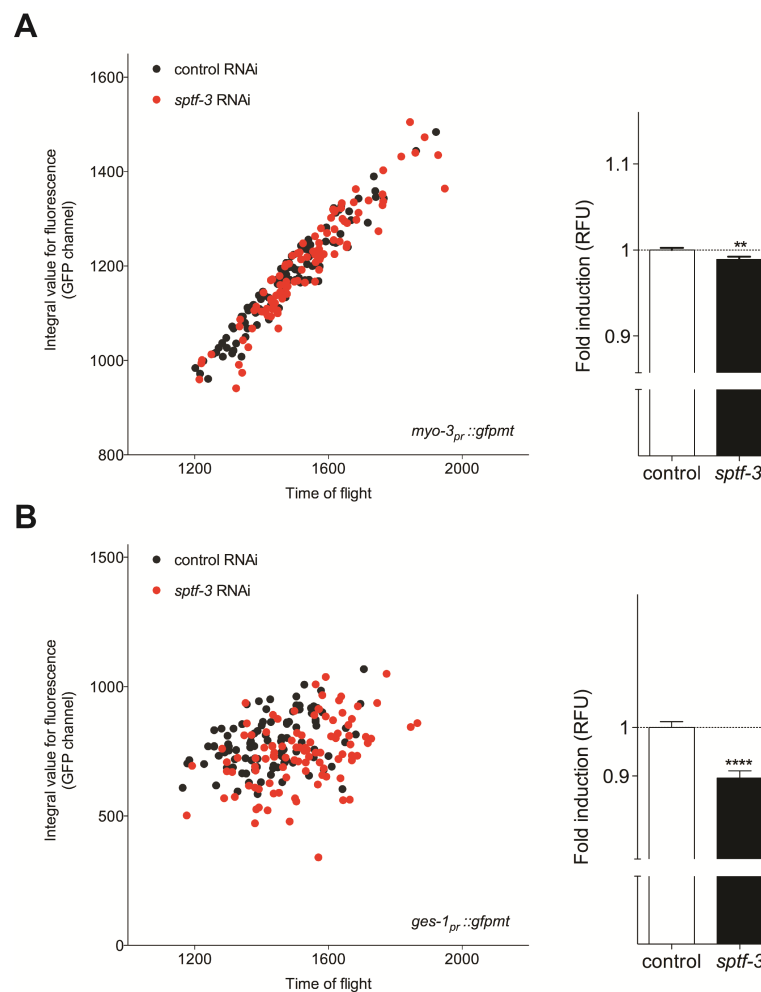 A
control RNAi
sptf-3 RNAi
1600
1400
1200
1000
800
Integral value for fluorescence
(GFP channel)
1200
1600
2000
Time of flight
myo-3pr::gfpmt
1.1
1
0.9
Fold induction (RFU)
**
control
sptf-3
B
control RNAi
sptf-3 RNAi
1500
1000
500
0
Integral value for fluorescence
(GFP channel)
1200
1600
2000
Time of flight
ges-1pr::gfpmt
1
0.9
Fold induction (RFU)
****
control
sptf-3